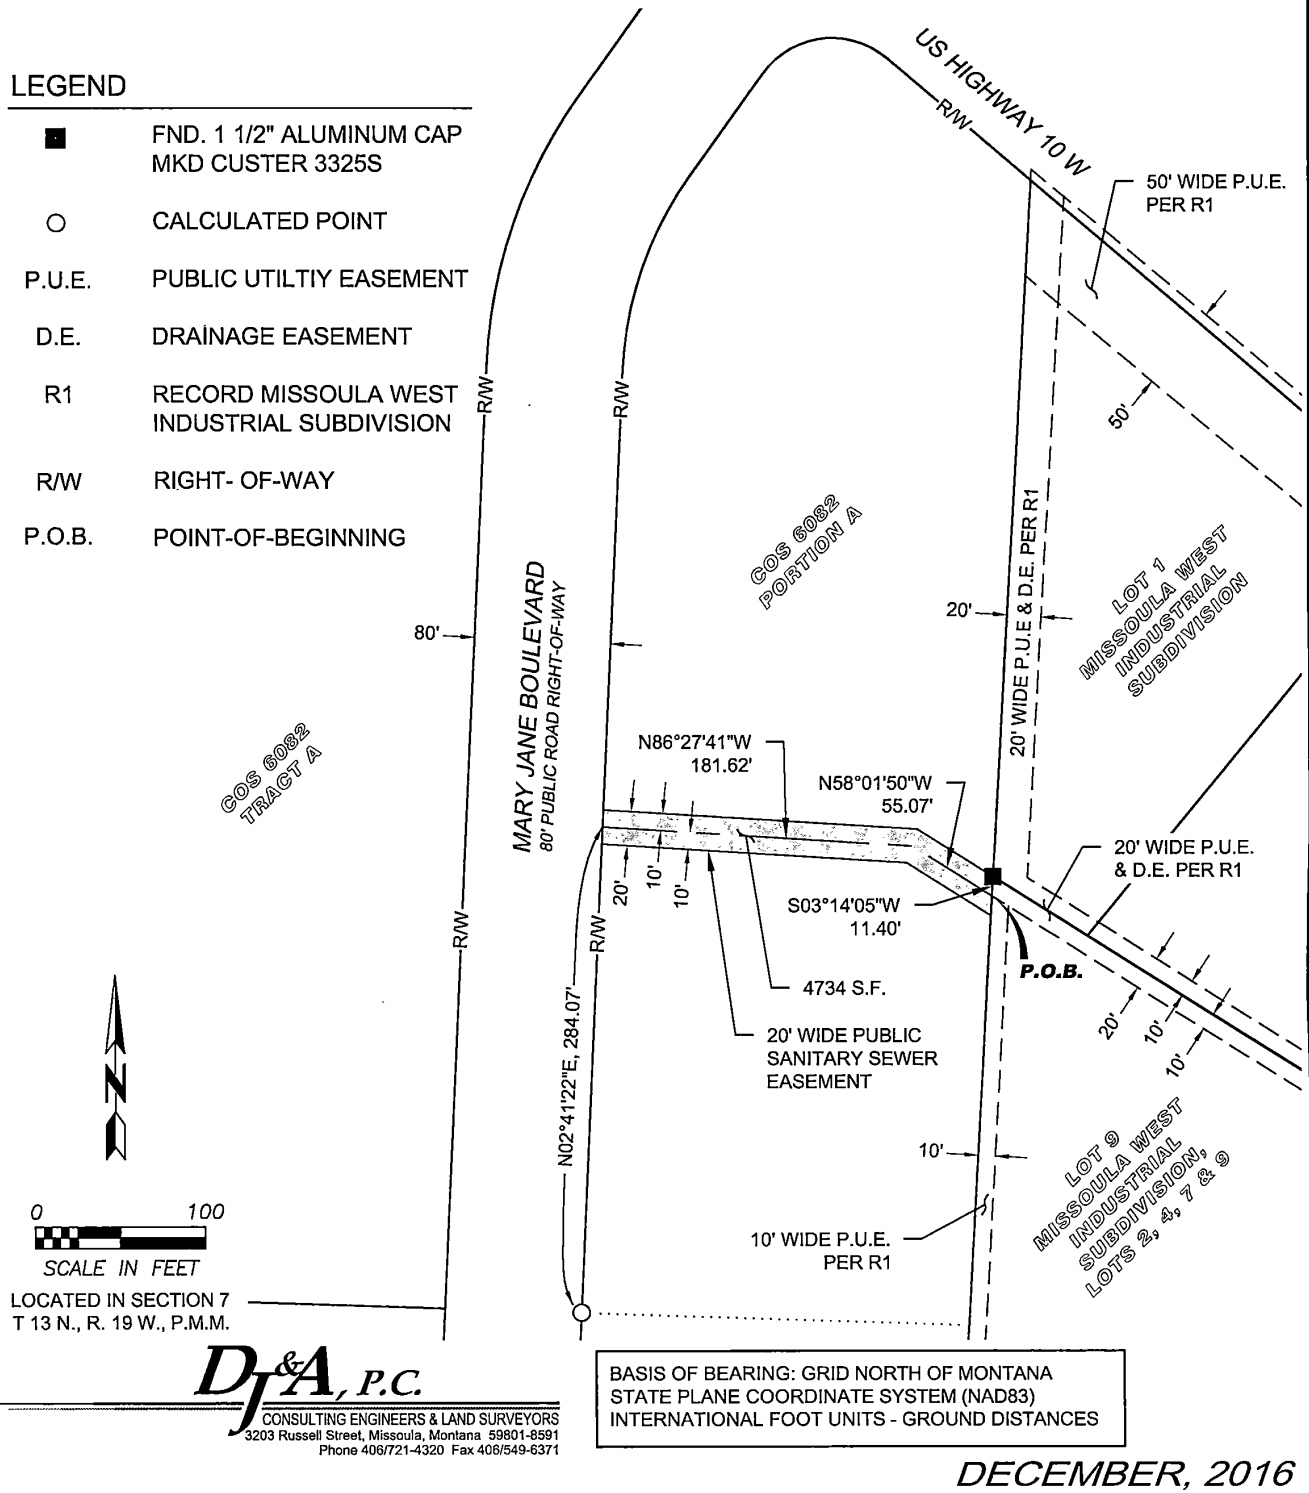 LEGEND
FND. 1 1/2" ALUMINUM CAP
MKD CUSTER 3325S
CALCULATED POINT
P.U.E. PUBLIC UTILTIY EASEMENT
D.E. DRAINAGE EASEMENT
R1 RECORD MISSOULA WEST
INDUSTRIAL SUBDIVISION
R/W RIGHT- OF-WAY
P.O.B. POINT-OF-BEGINNING
US HIGHWAY 10 W
R/W
50' WIDE P.U.E.
PER R1
50'
R/W
R/W
COS 6082
PORTION A
20' WIDE P.U.E & D.E. PER R1
LOT 1
MISSOULA WEST
INDUSTRIAL
SUBDIVISION
20'
80'
MARY JANE BOULEVARD
80' PUBLIC ROAD RIGHT-OF-WAY
COS 6082
TRACT A
N86°27'41"W
181.62'
N58°01'50"W
55.07'
20' WIDE P.U.E.
& D.E. PER R1
20'
10'
10'
S03°14'05"W
11.40'
P.O.B.
R/W
R/W
4734 S.F.
20' WIDE PUBLIC
SANITARY SEWER
EASEMENT
20'
10'
10'
N02°41'22"E, 284.07'
N
10'
10' WIDE P.U.E.
PER R1
LOT 9
MISSOULA WEST
INDUSTRIAL
SUBDIVISION,
LOTS 2, 4, 7 & 9
0 100
SCALE IN FEET
LOCATED IN SECTION 7
T 13 N., R. 19 W., P.M.M.
DJ&A, P.C.
CONSULTING ENGINEERS & LAND SURVEYORS
3203 Russell Street, Missoula, Montana 59801-8591
Phone 406/721-4320 Fax 406/549-6371
BASIS OF BEARING: GRID NORTH OF MONTANA
STATE PLANE COORDINATE SYSTEM (NAD83)
INTERNATIONAL FOOT UNITS - GROUND DISTANCES
DECEMBER, 2016